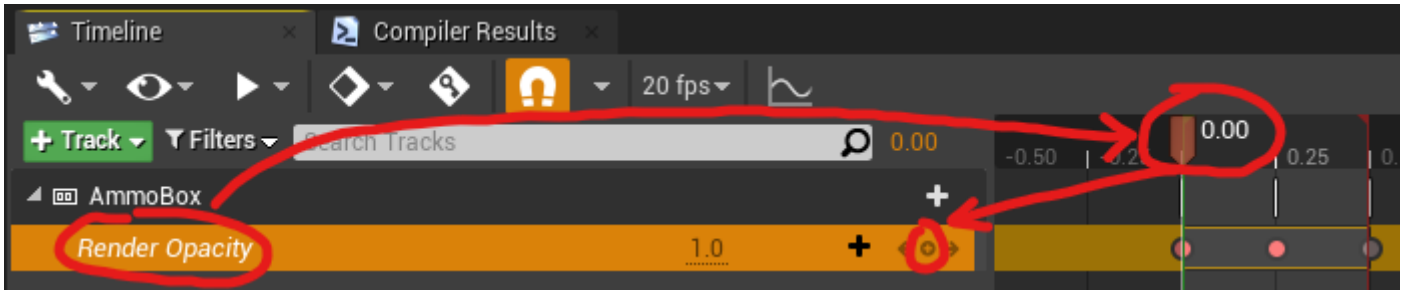 Timeline × Compiler Results ×
20 fps
+ Track Filters Search Tracks 0.00
0.00
-0.50 0.25
AmmoBox +
Render Opacity 1.0 +